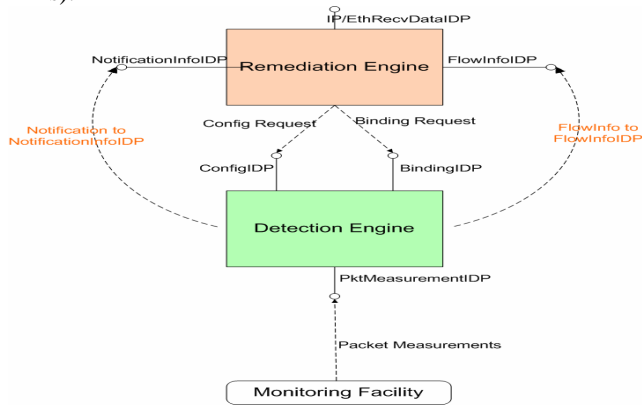 IP/EthRecvDataIDP
NotificationInfoIDP
Remediation Engine
FlowInfoIDP
Config Request
Binding Request
Notification to
NotificationInfoIDP
FlowInfo to
FlowInfoIDP
ConfigIDP
BindingIDP
Detection Engine
PktMeasurementIDP
Packet Measurements
Monitoring Facility